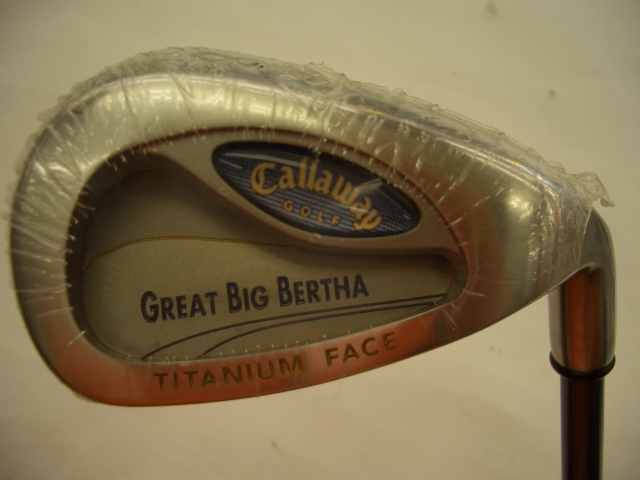 Callaway
GOLF
GREAT BIG BERTHA
TITANIUM FACE